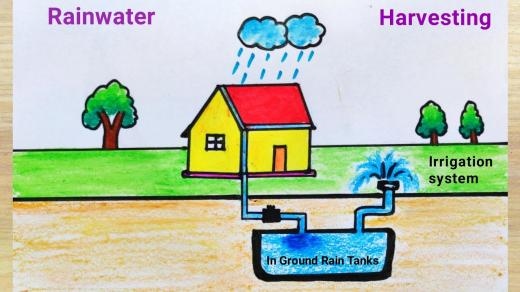 Rainwater Harvesting
Irrigation
system
In Ground Rain Tanks